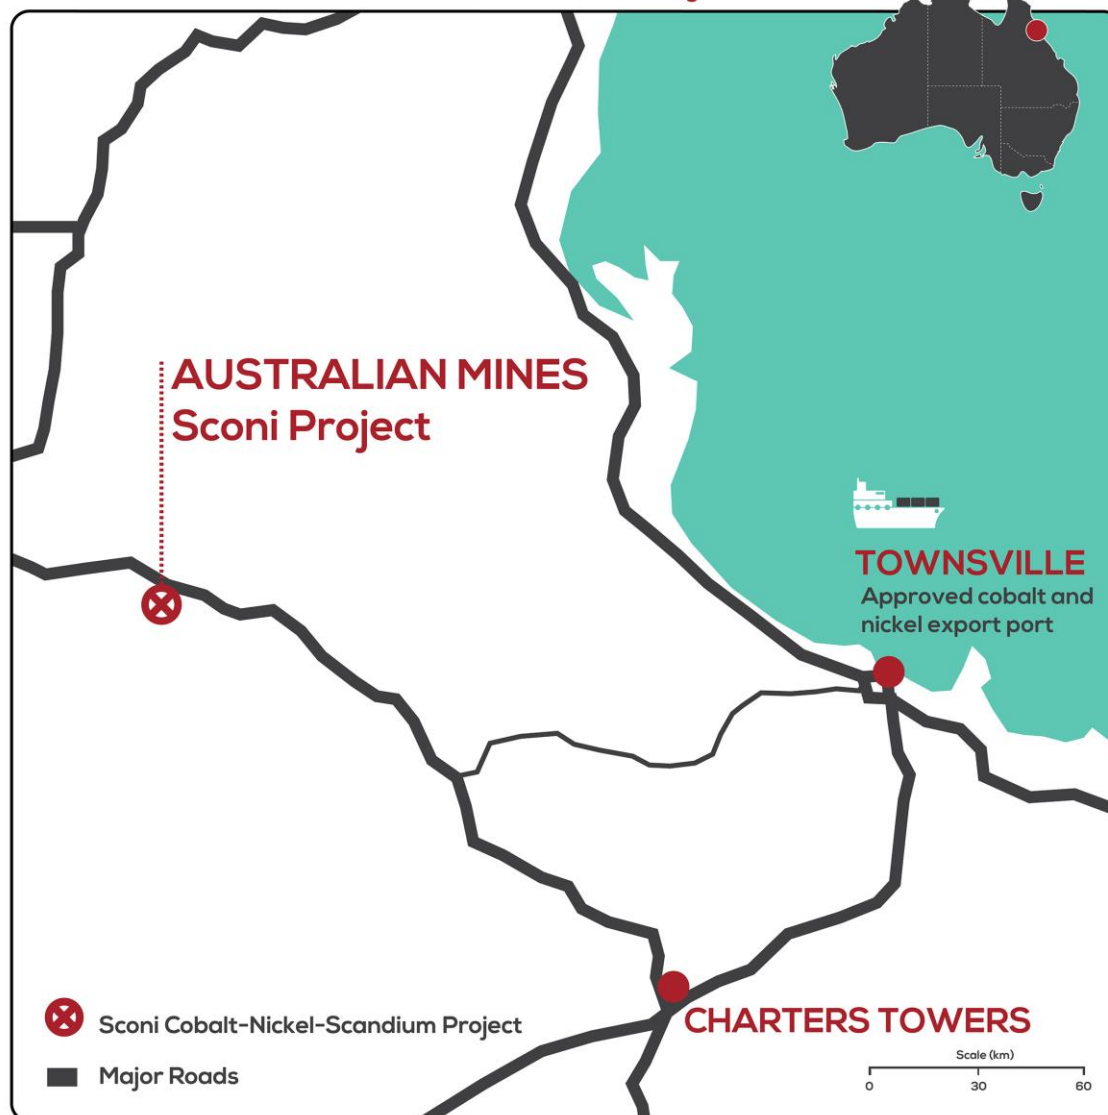 AUSTRALIAN MINES
Sconi Project
TOWNSVILLE
Approved cobalt and
nickel export port
CHARTERS TOWERS
Sconi Cobalt-Nickel-Scandium Project
Major Roads
Scale (km)
0 30 60